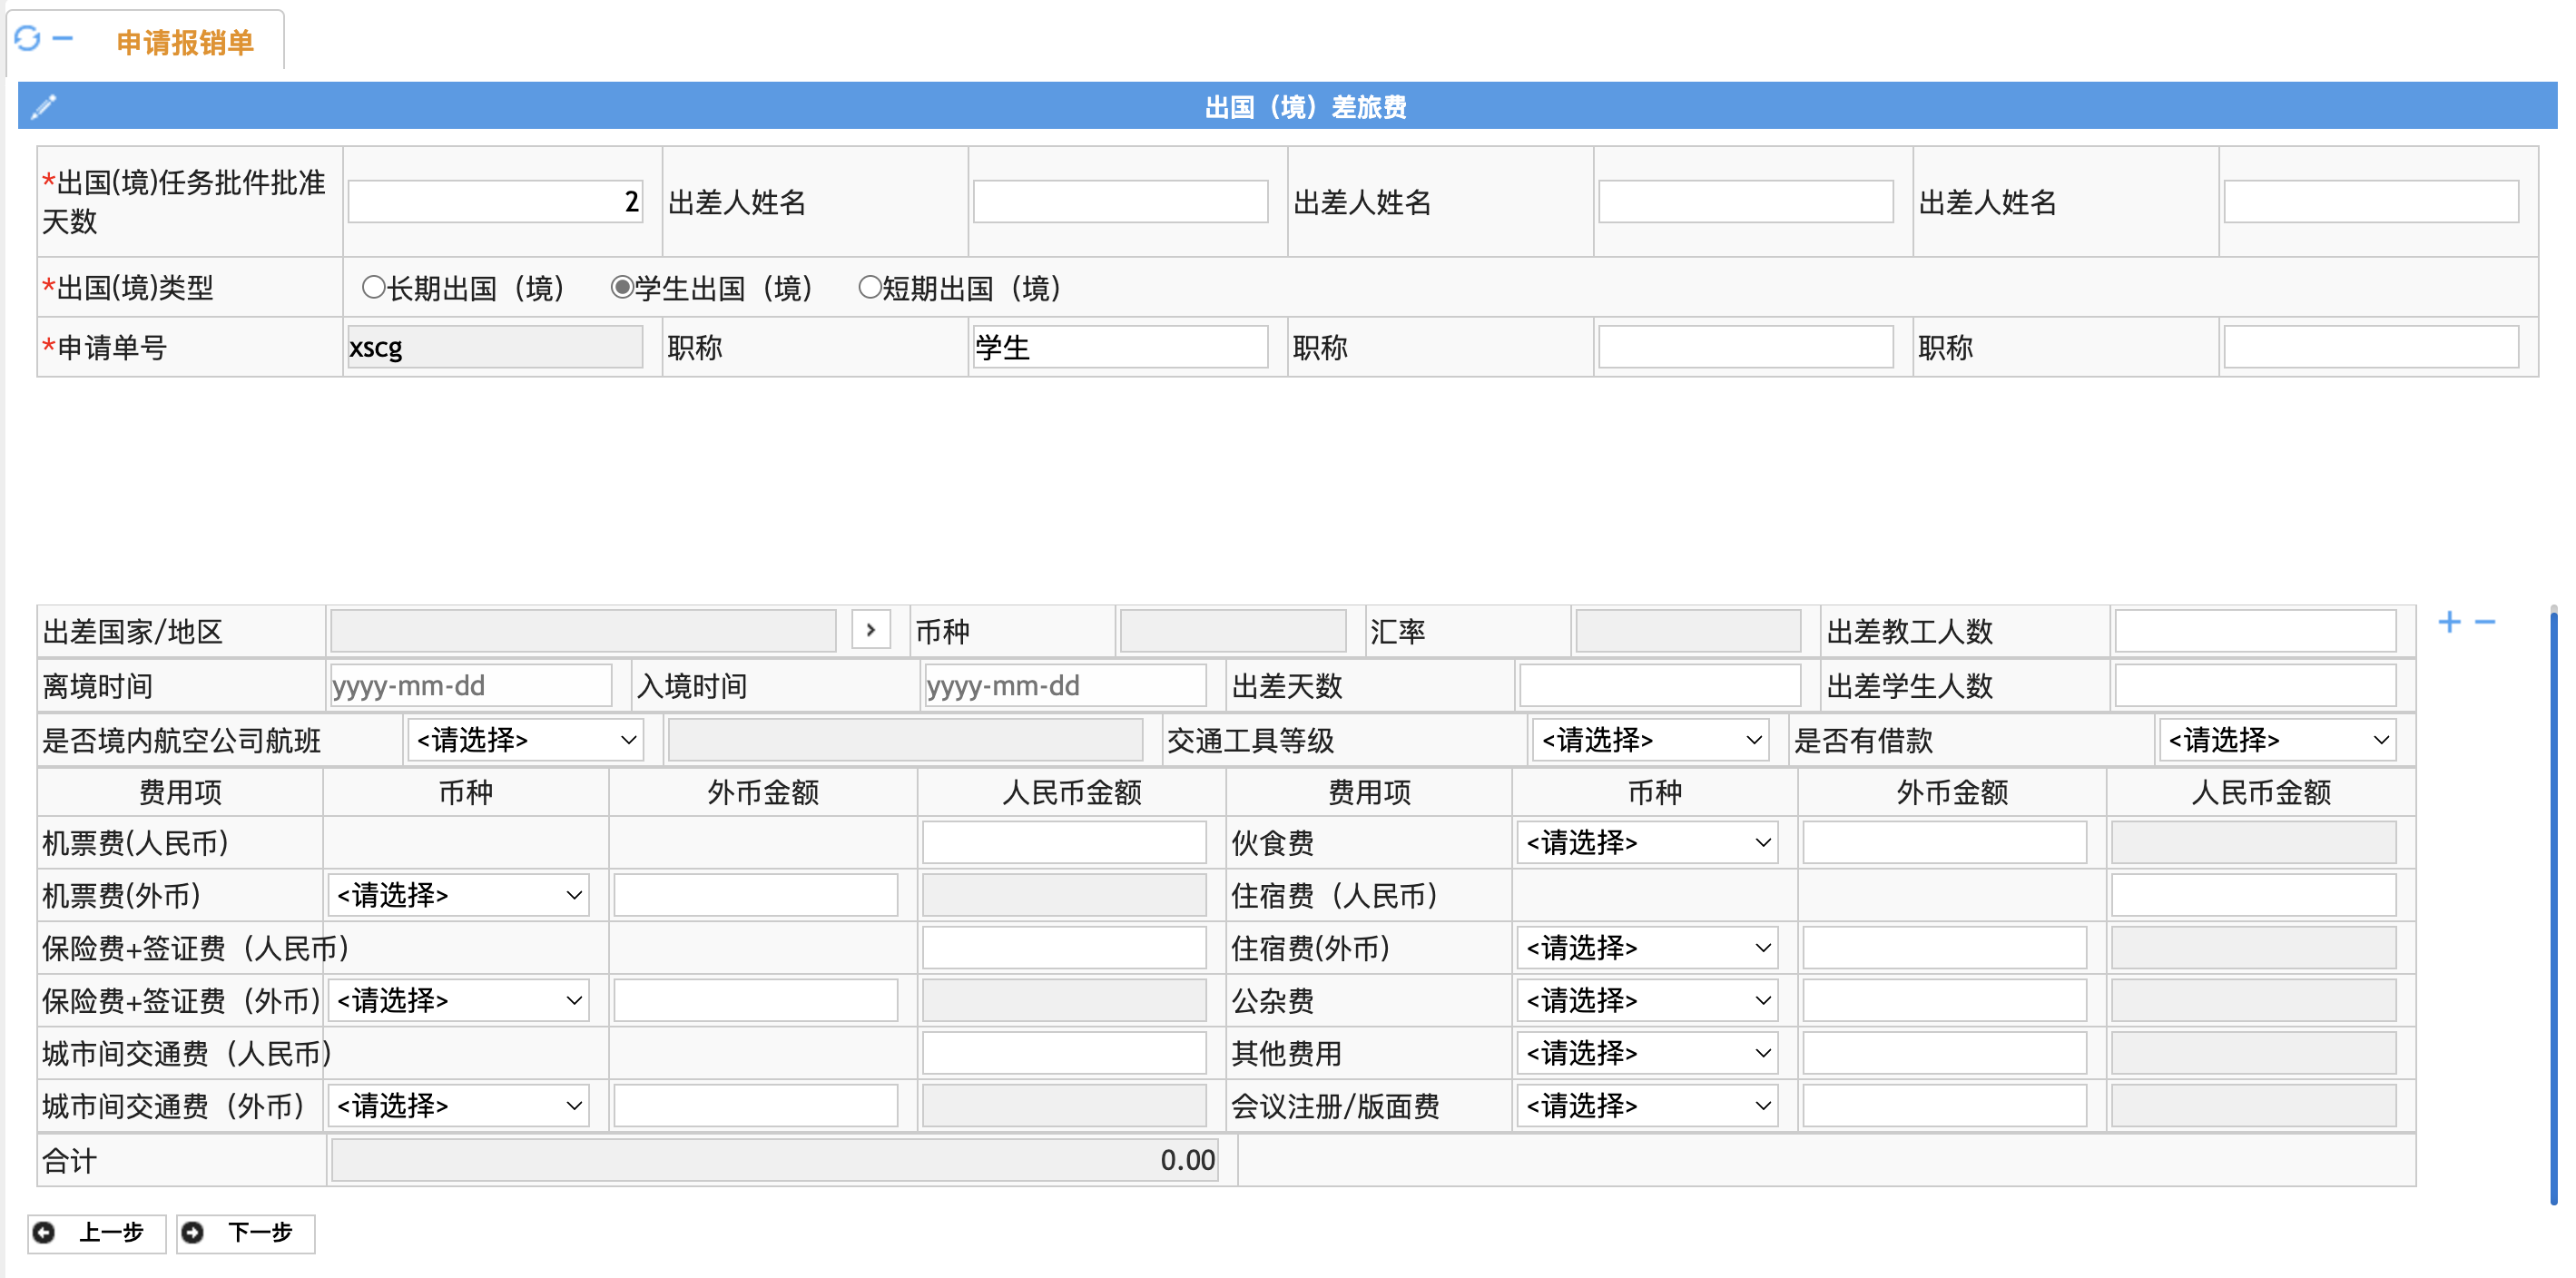 申请报销单
出国（境）差旅费
*出国(境)任务批件批准天数 2 出差人姓名 出差人姓名 出差人姓名
*出国(境)类型 长期出国（境） 学生出国（境） 短期出国（境）
*申请单号 xscg 职称 学生 职称 职称
出差国家/地区 币种 汇率 出差教工人数
离境时间 yyyy-mm-dd 入境时间 yyyy-mm-dd 出差天数 出差学生人数
是否境内航空公司航班 <请选择> 交通工具等级 <请选择> 是否有借款 <请选择>
费用项 币种 外币金额 人民币金额 费用项 币种 外币金额 人民币金额
机票费(人民币) 伙食费 <请选择>
机票费(外币) <请选择> 住宿费（人民币）
保险费+签证费（人民币） 住宿费(外币) <请选择>
保险费+签证费（外币) <请选择> 公杂费 <请选择>
城市间交通费（人民币) 其他费用 <请选择>
城市间交通费（外币） <请选择> 会议注册/版面费 <请选择>
合计 0.00
上一步 下一步